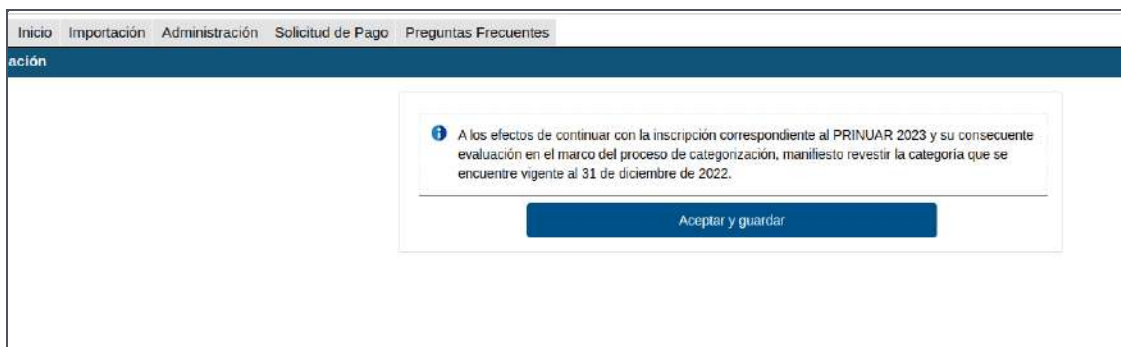 Inicio Importación Administración Solicitud de Pago Preguntas Frecuentes
ación
A los efectos de continuar con la inscripción correspondiente al PRINUAR 2023 y su consecuente
evaluación en el marco del proceso de categorización, manifiesto revestir la categoría que se
encuentre vigente al 31 de diciembre de 2022.
Aceptar y guardar